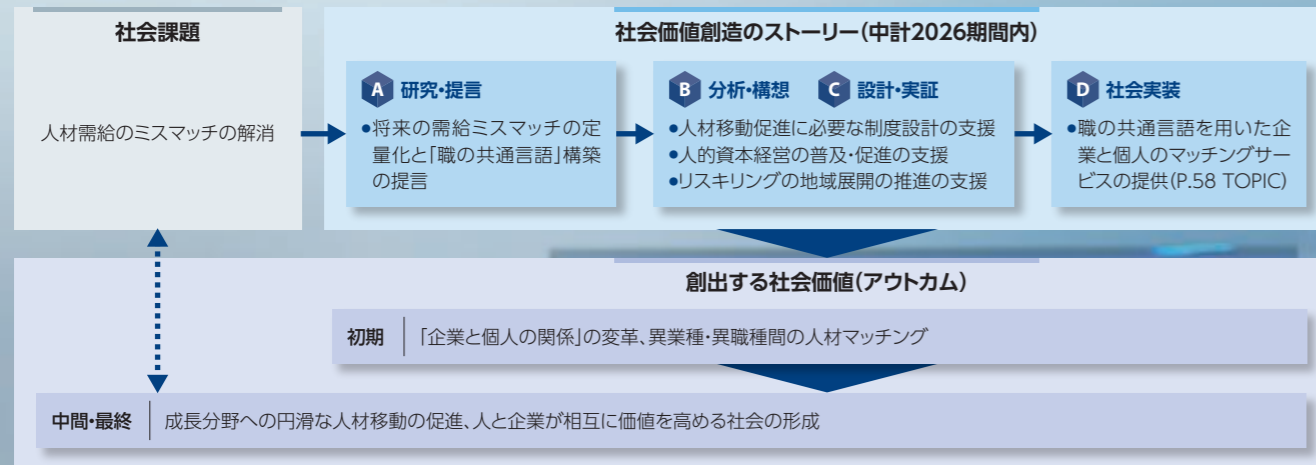 社会課題
人材需給のミスマッチの解消
社会価値創造のストーリー(中計2026期間内)
A 研究・提言
●将来の需給ミスマッチの定
量化と「職の共通言語」構築
の提言
B 分析・構想 C 設計・実証
●人材移動促進に必要な制度設計の支援
●人的資本経営の普及・促進の支援
●リスキリングの地域展開の推進の支援
D 社会実装
●職の共通言語を用いた企
業と個人のマッチングサー
ビスの提供(P.58 TOPIC)
創出する社会価値(アウトカム)
初期 「企業と個人の関係」の変革、異業種・異職種間の人材マッチング
中間・最終 成長分野への円滑な人材移動の促進、人と企業が相互に価値を高める社会の形成